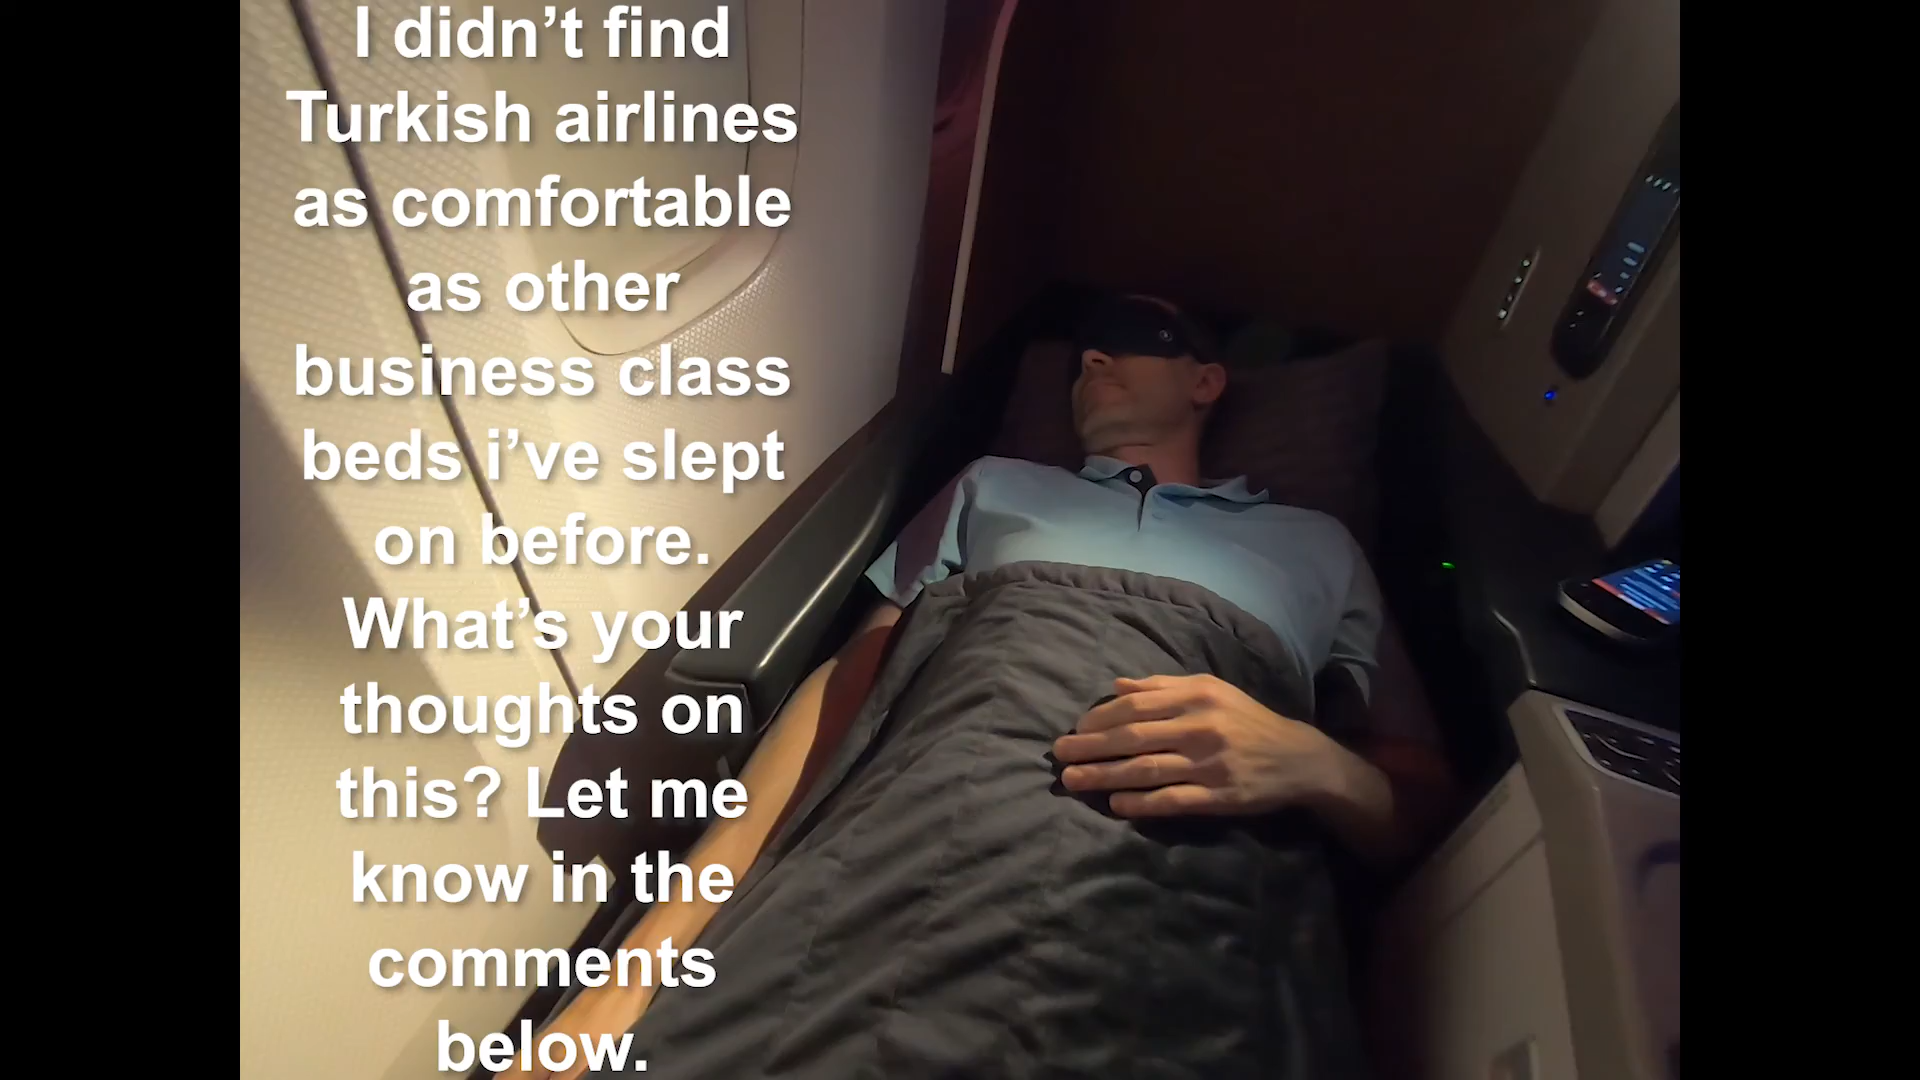 I didn’t find
Turkish airlines
as comfortable
as other
business class
beds i’ve slept
on before.
What’s your
thoughts on
this? Let me
know in the
comments
below.